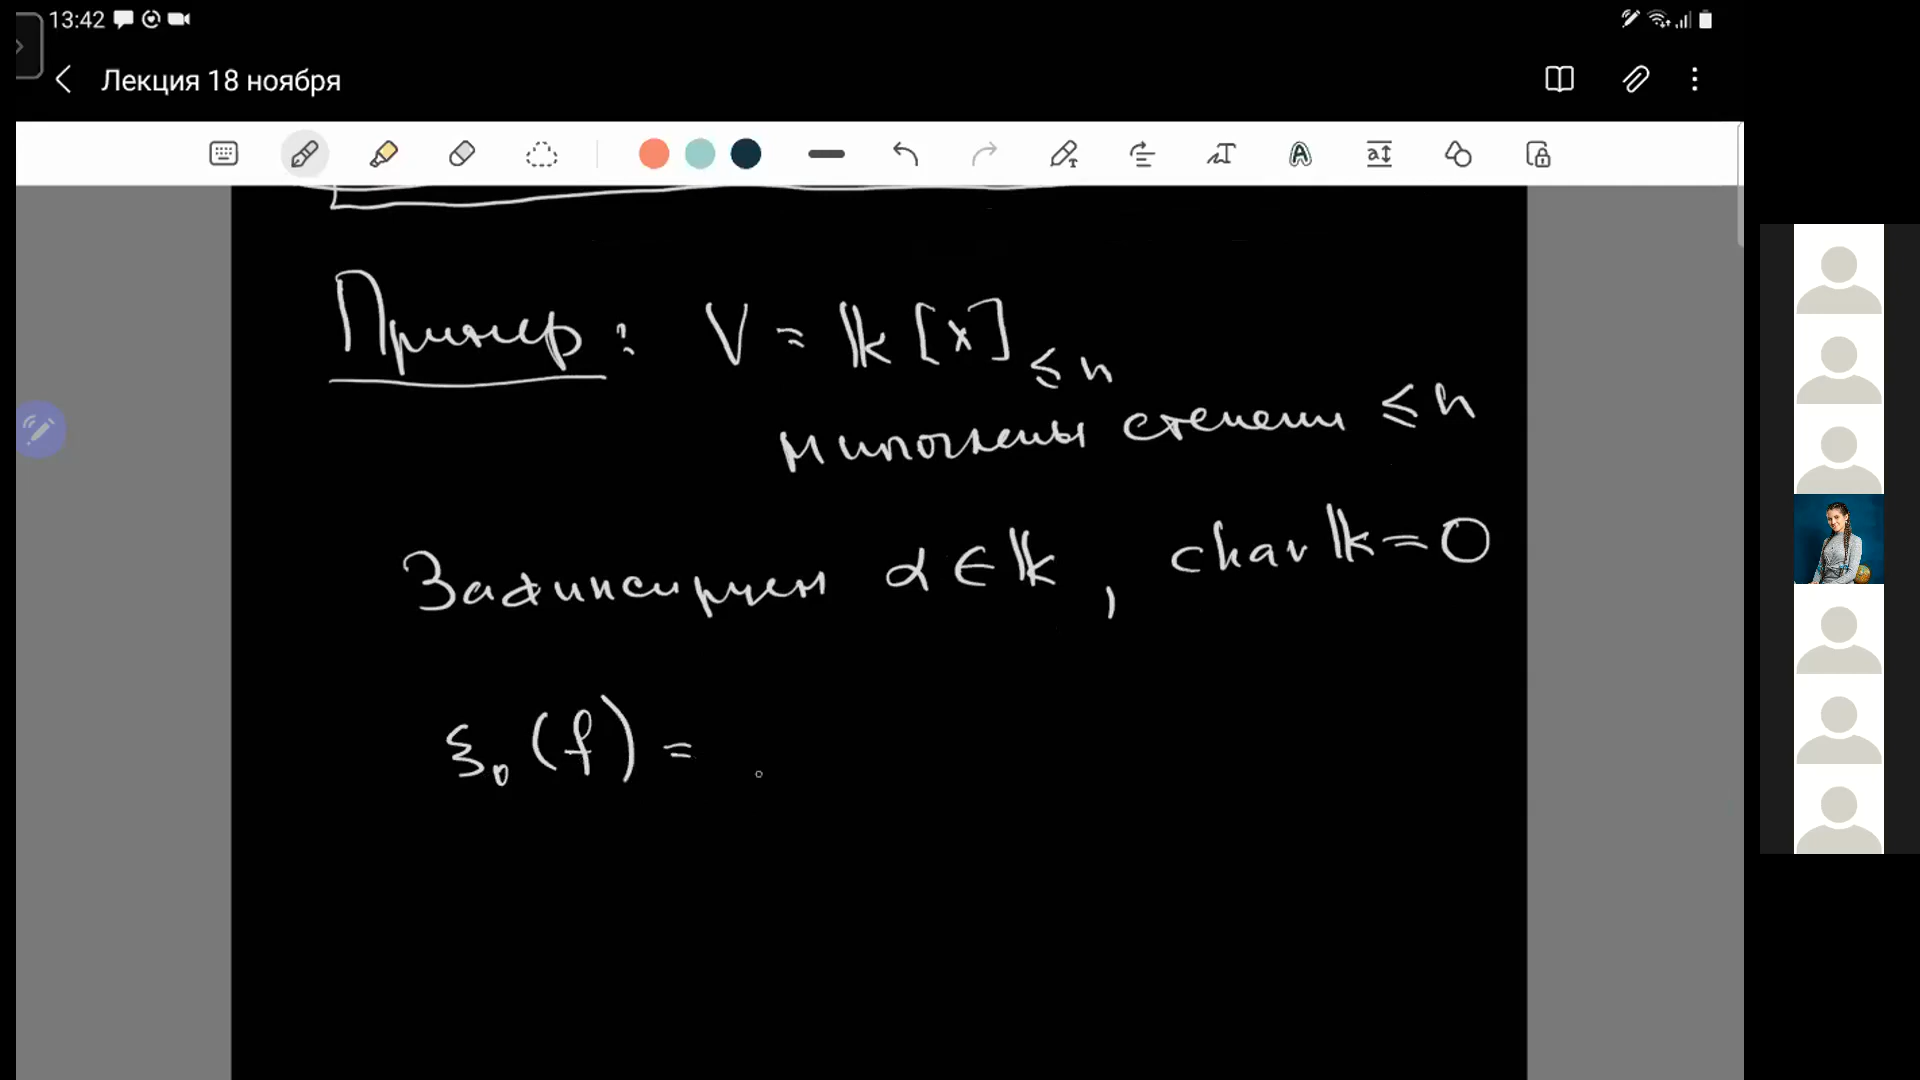 13:42
Лекция 18 ноября
Пример: V = 𝕜[x]≤n
многочлены степени ≤ n
Зафиксируем α ∈ 𝕜, char 𝕜 = 0
ξ₀(f) =